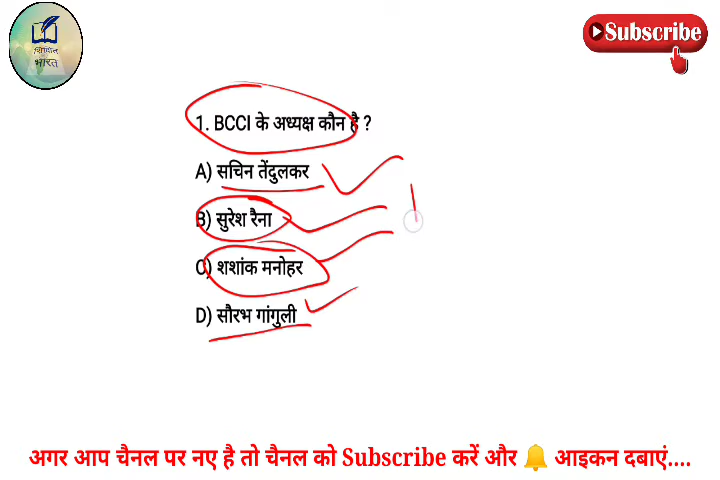 शिक्षित
भारत
Subscribe
1. BCCI के अध्यक्ष कौन है ?
A) सचिन तेंदुलकर
B) सुरेश रैना
C) शशांक मनोहर
D) सौरभ गांगुली
अगर आप चैनल पर नए है तो चैनल को Subscribe करें और 🔔 आइकन दबाएं....